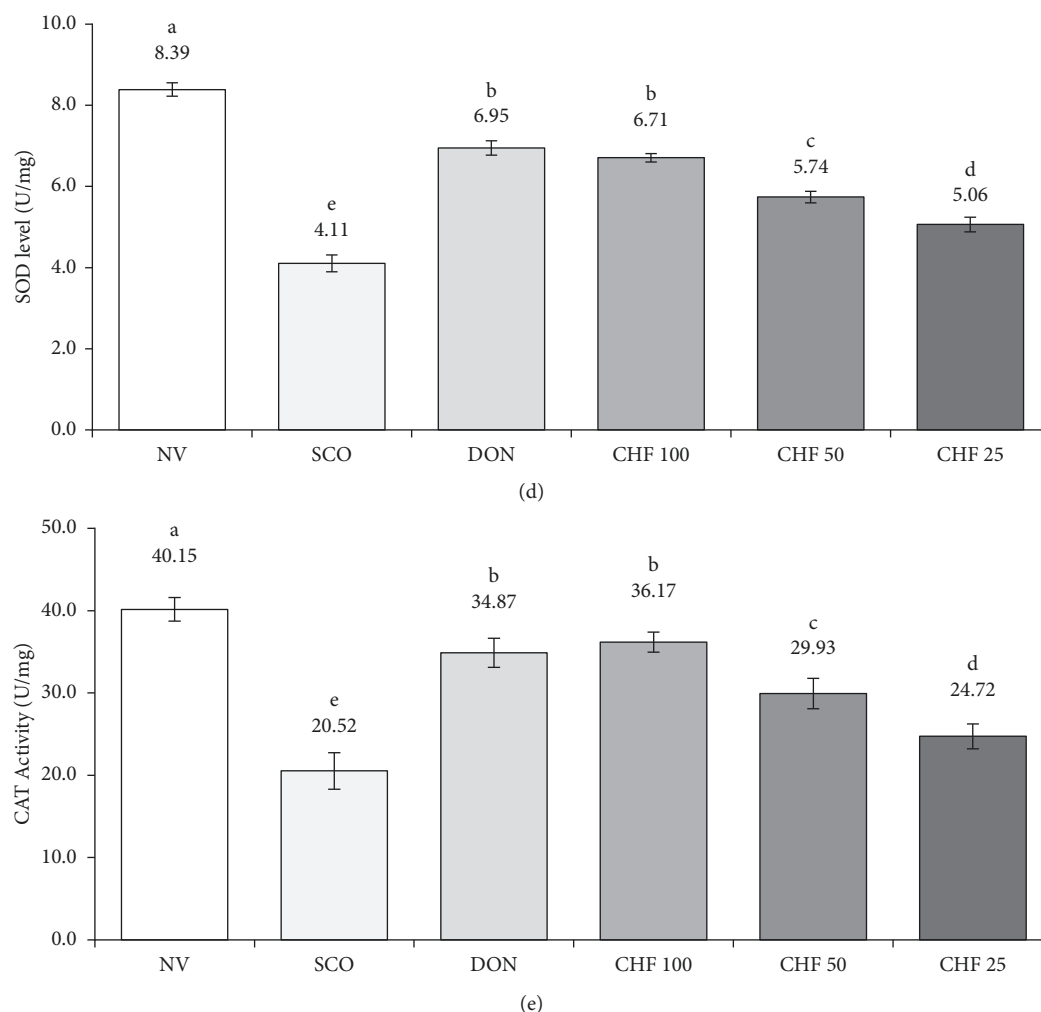 10.0
8.0
6.0
4.0
2.0
0.0
SOD level (U/mg)
a
8.39
e
4.11
b
6.95
b
6.71
c
5.74
d
5.06
NV SCO DON CHF 100 CHF 50 CHF 25
(d)
50.0
40.0
30.0
20.0
10.0
0.0
CAT Activity (U/mg)
a
40.15
e
20.52
b
34.87
b
36.17
c
29.93
d
24.72
NV SCO DON CHF 100 CHF 50 CHF 25
(e)